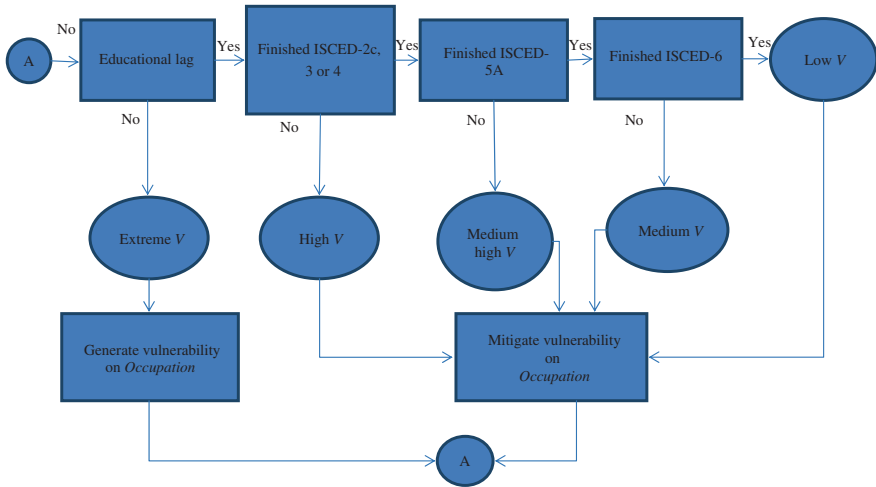 No
A
Educational lag
Yes
Finished ISCED-2c,
3 or 4
Yes
Finished ISCED-
5A
Yes
Finished ISCED-6
Yes
Low V
No
No
No
No
Extreme V
High V
Medium
high V
Medium V
Generate vulnerability
on Occupation
Mitigate vulnerability
on
Occupation
A